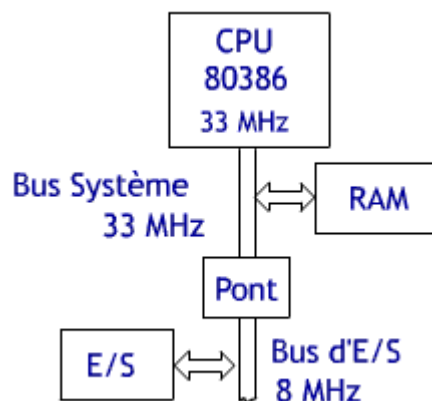 CPU
80386
33 MHz
Bus Système
33 MHz
RAM
Pont
E/S
Bus d'E/S
8 MHz